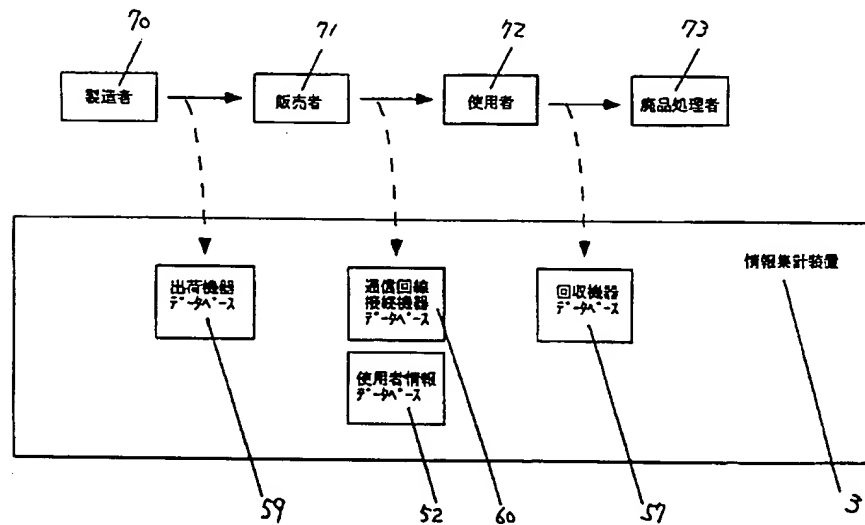 70
71
72
73
製造者
販売者
使用者
廃品処理者
情報集計装置
出荷機器
データベース
通信回線
接続機器
データベース
回収機器
データベース
使用者情報
データベース
59
52
60
57
3